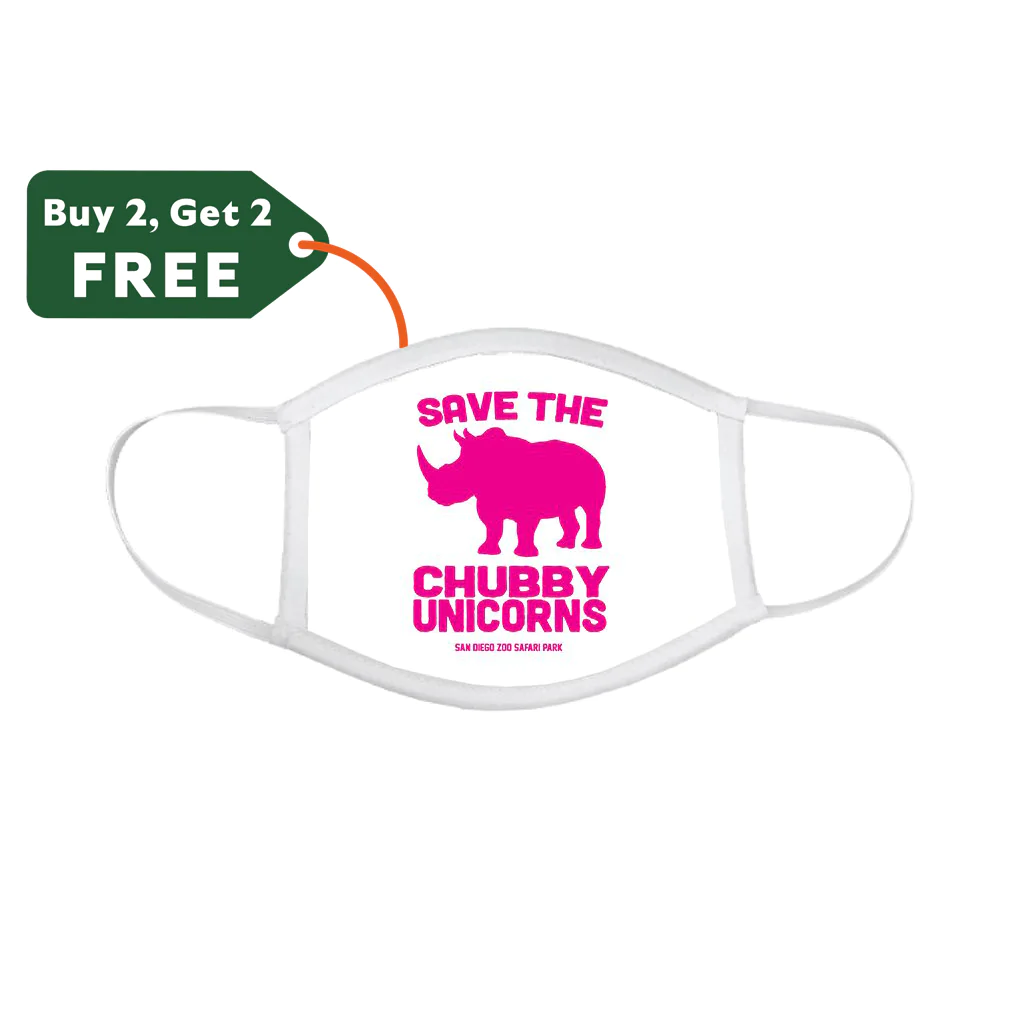 Buy 2, Get 2
FREE
SAVE THE
CHUBBY
UNICORNS
SAN DIEGO ZOO SAFARI PARK